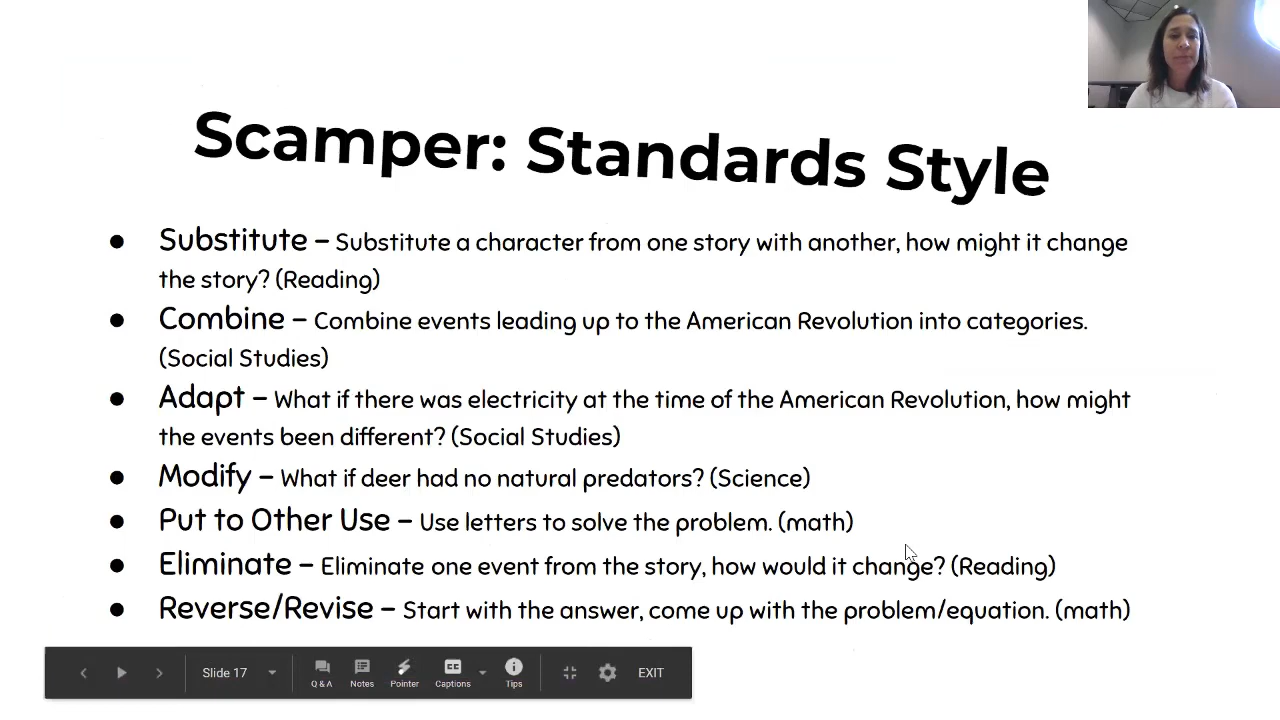 Scamper: Standards Style
● Substitute – Substitute a character from one story with another, how might it change
the story? (Reading)
● Combine – Combine events leading up to the American Revolution into categories.
(Social Studies)
● Adapt – What if there was electricity at the time of the American Revolution, how might
the events been different? (Social Studies)
● Modify – What if deer had no natural predators? (Science)
● Put to Other Use – Use letters to solve the problem. (math)
● Eliminate – Eliminate one event from the story, how would it change? (Reading)
● Reverse/Revise – Start with the answer, come up with the problem/equation. (math)
Slide 17 Q & A Notes Pointer CC Captions Tips EXIT